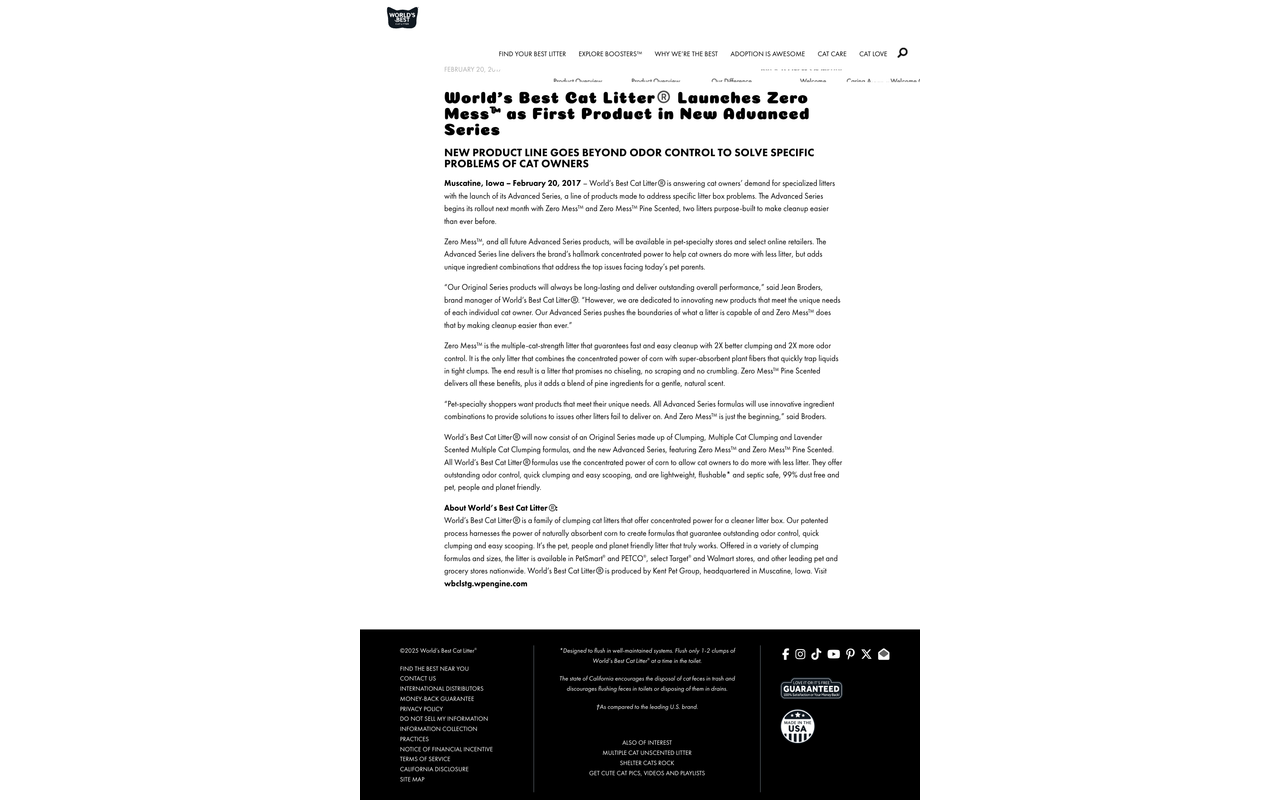 WORLD'S
BEST
FIND YOUR BEST LITTER EXPLORE BOOSTERS™ WHY WE'RE THE BEST ADOPTION IS AWESOME CAT CARE CAT LOVE
FEBRUARY 20,
Product Overview Product Overview Our Difference Welcome Caring A Welcome
World's Best Cat Litter® Launches Zero
Mess™ as First Product in New Advanced
Series
NEW PRODUCT LINE GOES BEYOND ODOR CONTROL TO SOLVE SPECIFIC
PROBLEMS OF CAT OWNERS
Muscatine, Iowa – February 20, 2017 – World's Best Cat Litter® is answering cat owners' demand for specialized litters
with the launch of its Advanced Series, a line of products made to address specific litter box problems. The Advanced Series
begins its rollout next month with Zero Mess™ and Zero Mess™ Pine Scented, two litters purpose-built to make cleanup easier
than ever before.
Zero Mess™, and all future Advanced Series products, will be available in pet-specialty stores and select online retailers. The
Advanced Series line delivers the brand's hallmark concentrated power to help cat owners do more with less litter, but adds
unique ingredient combinations that address the top issues facing today's pet parents.
"Our Original Series products will always be long-lasting and deliver outstanding overall performance," said Jean Broders,
brand manager of World's Best Cat Litter®. "However, we are dedicated to innovating new products that meet the unique needs
of each individual cat owner. Our Advanced Series pushes the boundaries of what a litter is capable of and Zero Mess™ does
that by making cleanup easier than ever."
Zero Mess™ is the multiple-cat-strength litter that guarantees fast and easy cleanup with 2X better clumping and 2X more odor
control. It is the only litter that combines the concentrated power of corn with super-absorbent plant fibers that quickly trap liquids
in tight clumps. The end result is a litter that promises no chiseling, no scraping and no crumbling. Zero Mess™ Pine Scented
delivers all these benefits, plus it adds a blend of pine ingredients for a gentle, natural scent.
"Pet-specialty shoppers want products that meet their unique needs. All Advanced Series formulas will use innovative ingredient
combinations to provide solutions to issues other litters fail to deliver on. And Zero Mess™ is just the beginning," said Broders.
World's Best Cat Litter® will now consist of an Original Series made up of Clumping, Multiple Cat Clumping and Lavender
Scented Multiple Cat Clumping formulas, and the new Advanced Series, featuring Zero Mess™ and Zero Mess™ Pine Scented.
All World's Best Cat Litter® formulas use the concentrated power of corn to allow cat owners to do more with less litter. They offer
outstanding odor control, quick clumping and easy scooping, and are lightweight, flushable* and septic safe, 99% dust free and
pet, people and planet friendly.
About World's Best Cat Litter®:
World's Best Cat Litter® is a family of clumping cat litters that offer concentrated power for a cleaner litter box. Our patented
process harnesses the power of naturally absorbent corn to create formulas that guarantee outstanding odor control, quick
clumping and easy scooping. It's the pet, people and planet friendly litter that truly works. Offered in a variety of clumping
formulas and sizes, the litter is available in PetSmart® and PETCO®, select Target® and Walmart stores, and other leading pet and
grocery stores nationwide. World's Best Cat Litter® is produced by Kent Pet Group, headquartered in Muscatine, Iowa. Visit
wbclstg.wpengine.com
©2025 World's Best Cat Litter®
FIND THE BEST NEAR YOU
CONTACT US
INTERNATIONAL DISTRIBUTORS
MONEY-BACK GUARANTEE
PRIVACY POLICY
DO NOT SELL MY INFORMATION
INFORMATION COLLECTION
PRACTICES
NOTICE OF FINANCIAL INCENTIVE
TERMS OF SERVICE
CALIFORNIA DISCLOSURE
SITE MAP
*Designed to flush in well-maintained systems. Flush only 1-2 clumps of
World's Best Cat Litter® at a time in the toilet.
The state of California encourages the disposal of cat feces in trash and
discourages flushing feces in toilets or disposing of them in drains.
†As compared to the leading U.S. brand.
ALSO OF INTEREST
MULTIPLE CAT UNSCENTED LITTER
SHELTER CATS ROCK
GET CUTE CAT PICS, VIDEOS AND PLAYLISTS
LOVE IT OR IT'S FREE
GUARANTEED
100% Satisfaction or Your Money Back!
MADE IN THE
USA